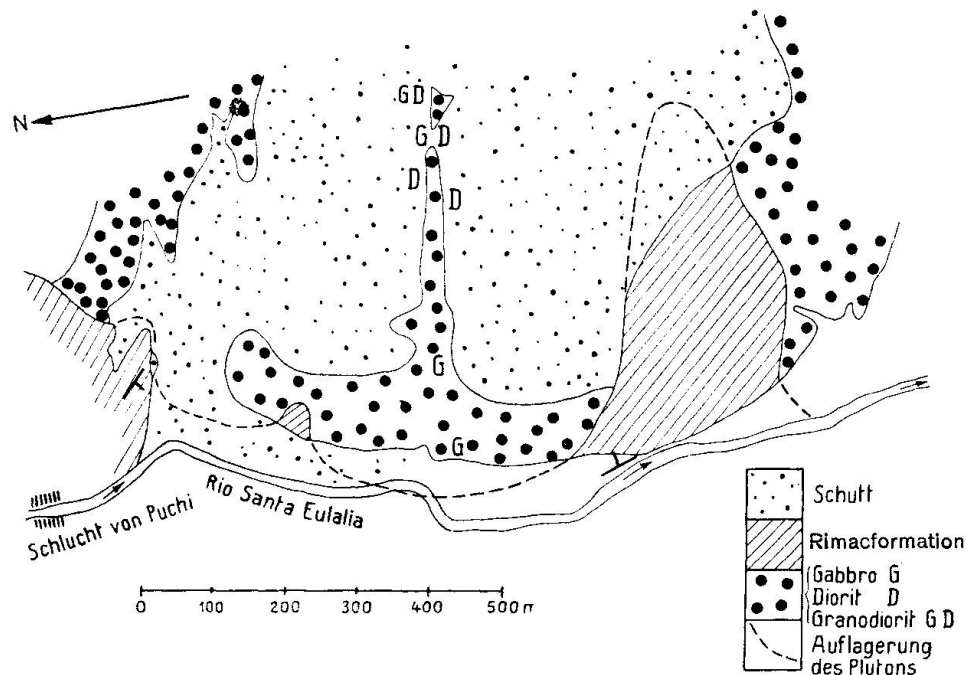 N
G D
G D
D
D
G
G
Schlucht von Puchi
Rio Santa Eulalia
0 100 200 300 400 500 m
Schutt
Rimacformation
Gabbro G
Diorit D
Granodiorit G D
Auflagerung
des Plutons